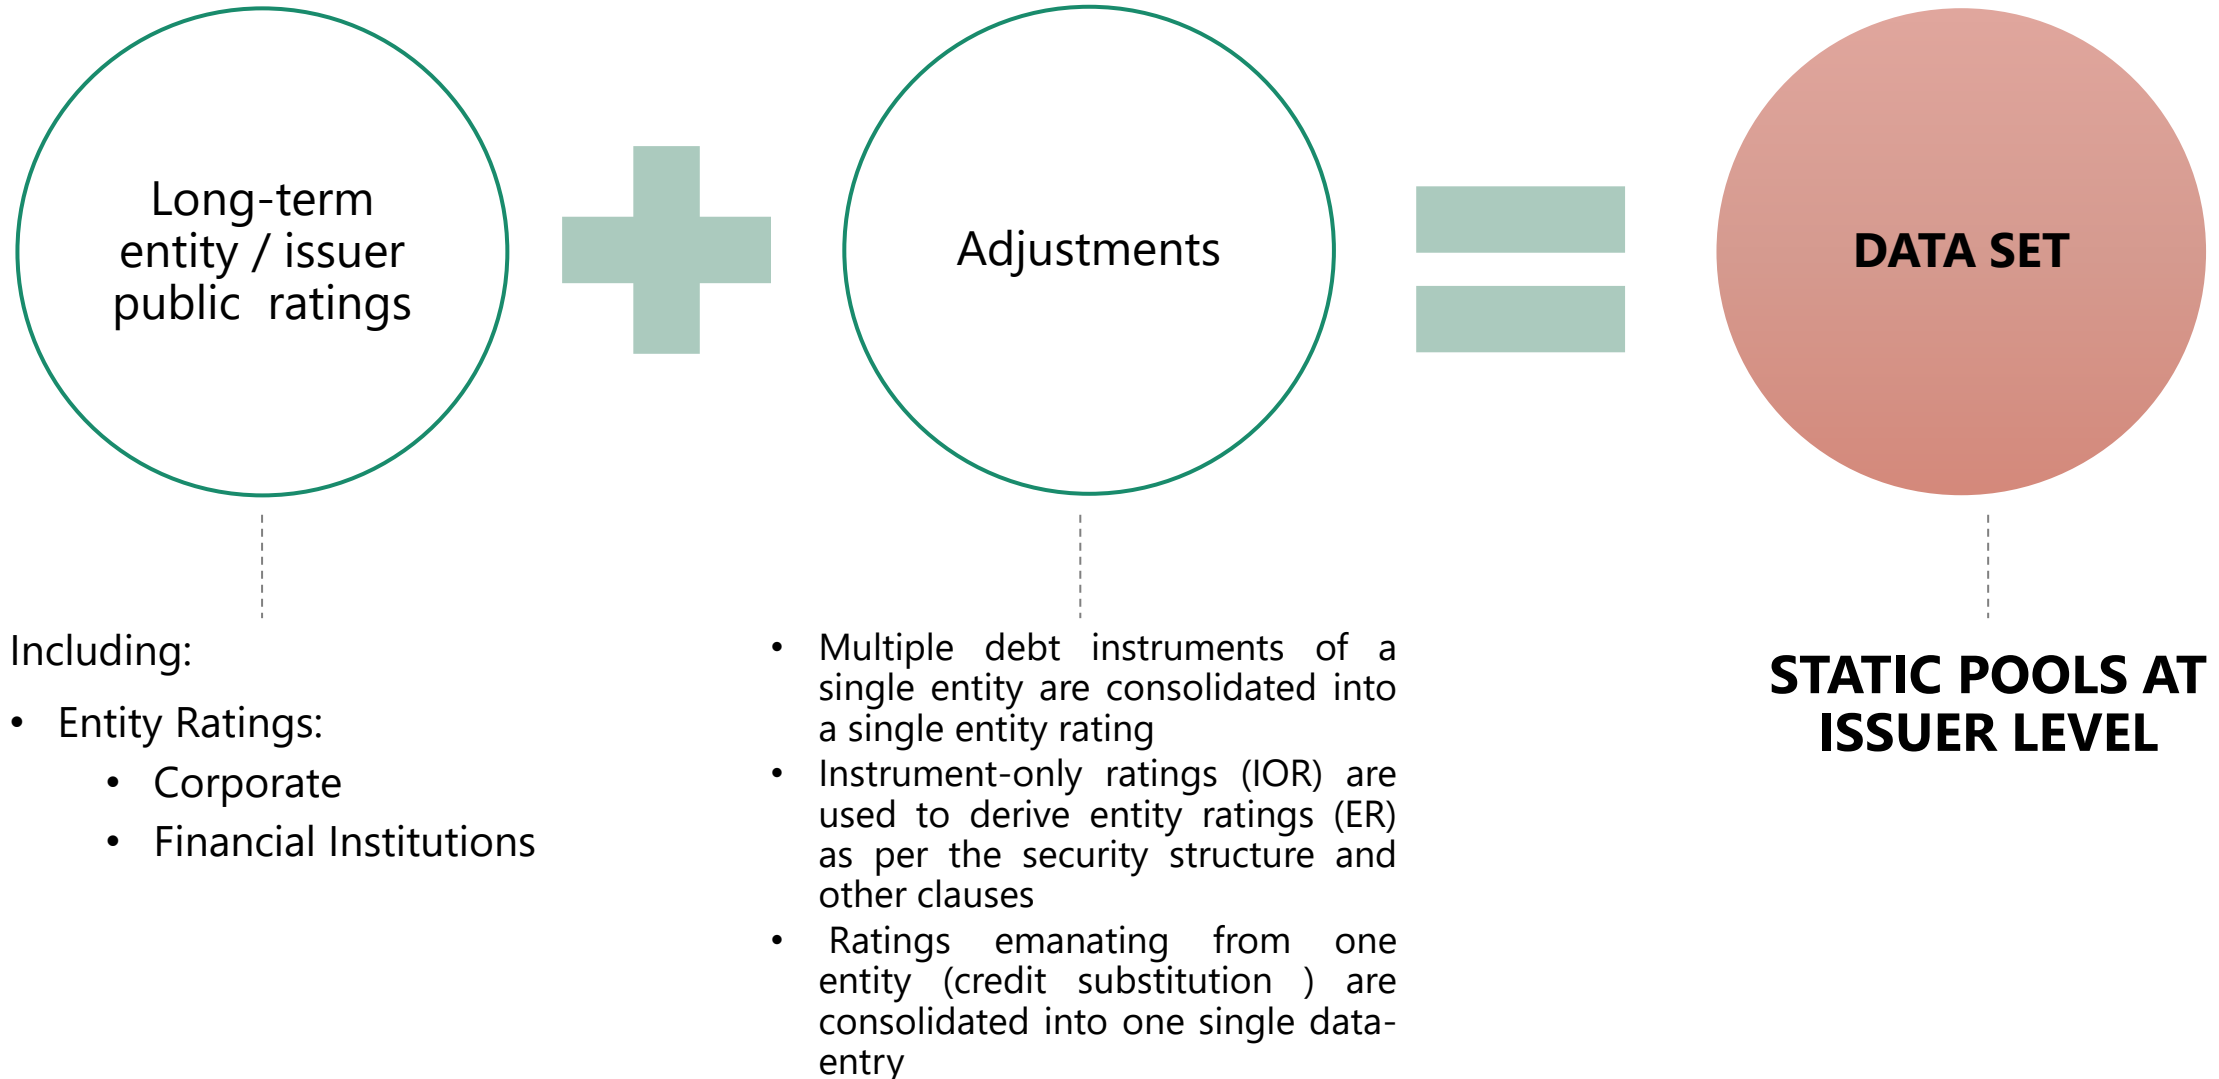 Long-term
entity / issuer
public  ratings
Adjustments
DATA SET
Including:
• Entity Ratings:
• Corporate
• Financial Institutions
• Multiple debt instruments of a
single entity are consolidated into
a single entity rating
• Instrument-only ratings (IOR) are
used to derive entity ratings (ER)
as per the security structure and
other clauses
• Ratings emanating from one
entity (credit substitution ) are
consolidated into one single data-
entry
STATIC POOLS AT
ISSUER LEVEL